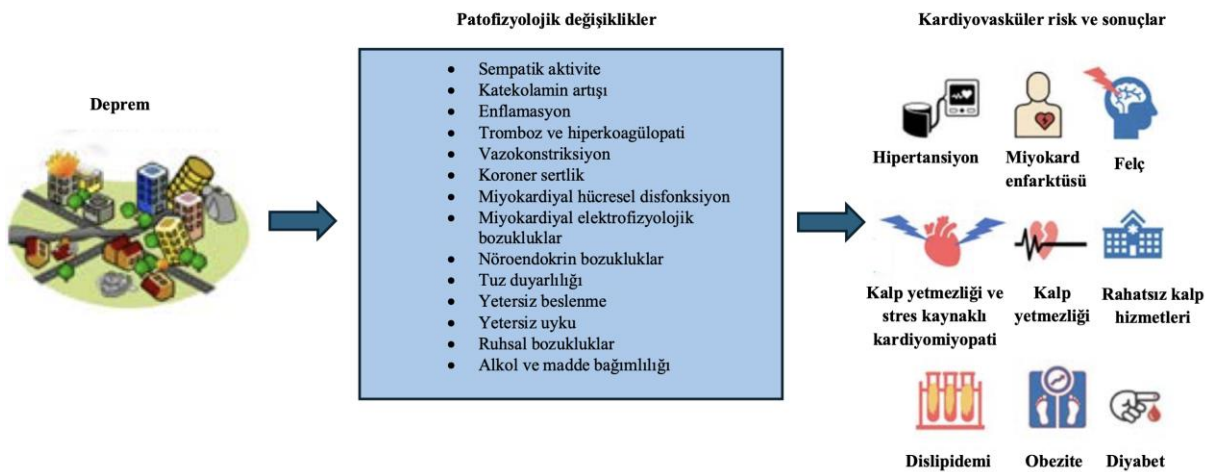 Deprem
Patofizyolojik değişiklikler
• Sempatik aktivite
• Katekolamin artışı
• Enflamasyon
• Tromboz ve hiperkoagülopati
• Vazokonstriksiyon
• Koroner sertlik
• Miyokardiyal hücresel disfonksiyon
• Miyokardiyal elektrofizyolojik
bozukluklar
• Nöroendokrin bozukluklar
• Tuz duyarlılığı
• Yetersiz beslenme
• Yetersiz uyku
• Ruhsal bozukluklar
• Alkol ve madde bağımlılığı
Kardiyovasküler risk ve sonuçlar
Hipertansiyon
Miyokard
enfarktüsü
Felç
Kalp yetmezliği ve
stres kaynaklı
kardiyomiyopati
Kalp
yetmezliği
Rahatsız kalp
hizmetleri
Dislipidemi
Obezite
Diyabet